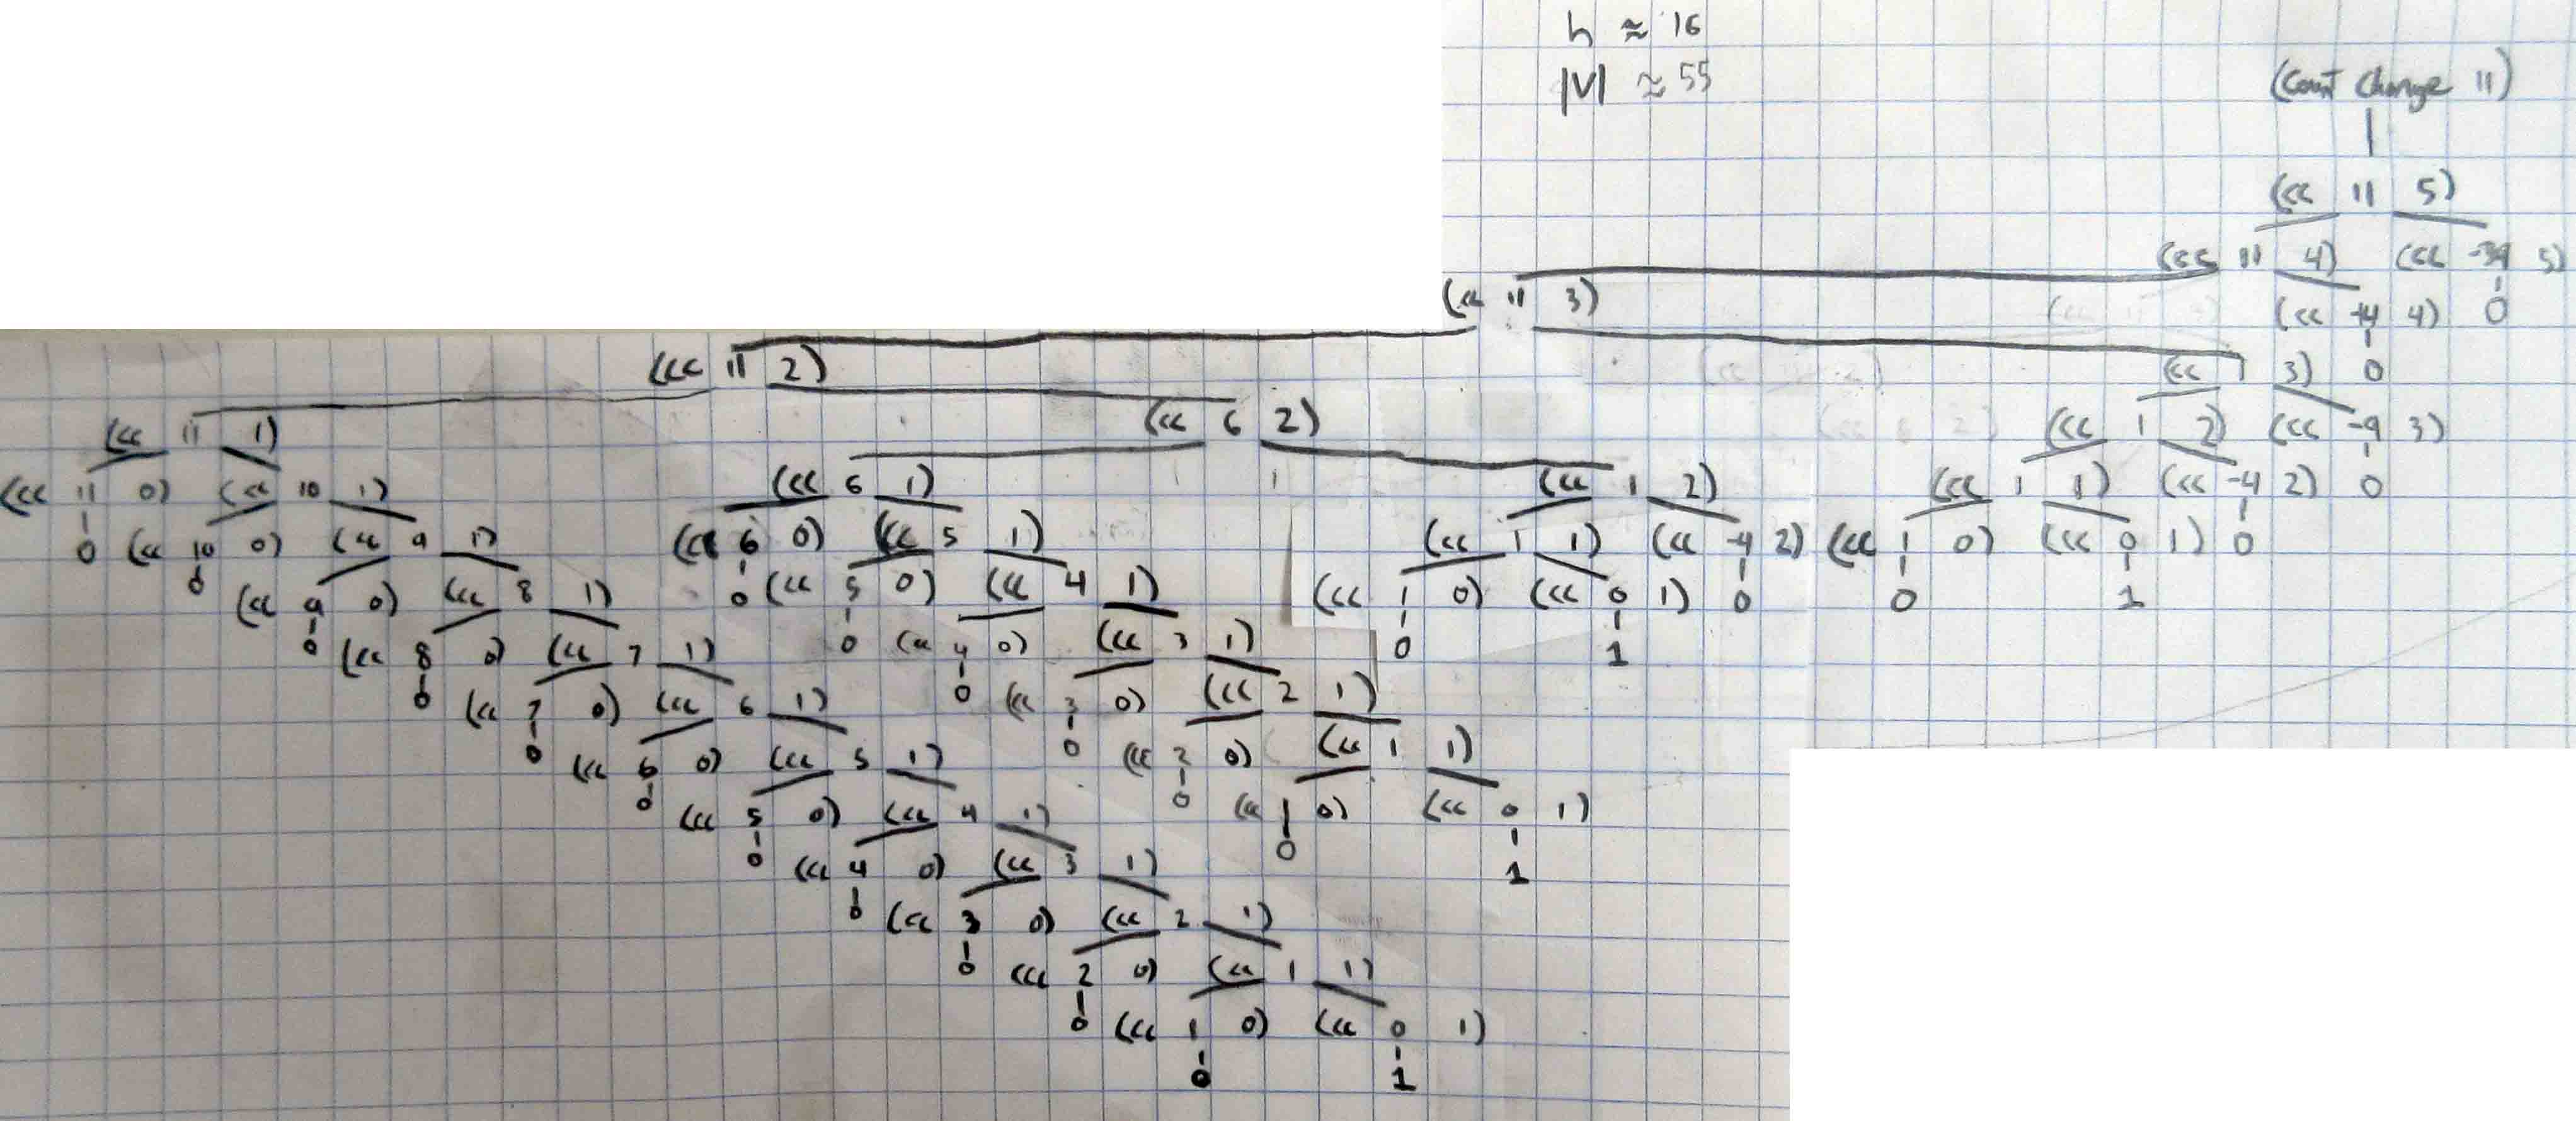 h ≈ 16
|V| ≈ 55
(Count Change 11)
(cc 11 5)
(cc 11 4) (cc -39 5)
(cc 11 3) (cc -14 4) 0
(cc 11 2) (cc 1 3) 0
(cc 11 1) (cc 6 2) (cc 1 2) (cc -9 3)
(cc 11 0) (cc 10 1) (cc 6 1) (cc 1 2) (cc 1 1) (cc -4 2) 0
0 (cc 10 0) (cc 9 1) (cc 6 0) (cc 5 1) (cc 1 1) (cc -4 2) (cc 1 0) (cc 0 1) 0
0 (cc 9 0) (cc 8 1) 0 (cc 5 0) (cc 4 1) (cc 1 0) (cc 0 1) 0 0 1
0 (cc 8 0) (cc 7 1) 0 (cc 4 0) (cc 3 1) 0 1
0 (cc 7 0) (cc 6 1) 0 (cc 3 0) (cc 2 1)
0 (cc 6 0) (cc 5 1) 0 (cc 2 0) (cc 1 1)
0 (cc 5 0) (cc 4 1) 0 (cc 1 0) (cc 0 1)
0 (cc 4 0) (cc 3 1) 0 1
0 (cc 3 0) (cc 2 1)
0 (cc 2 0) (cc 1 1)
0 (cc 1 0) (cc 0 1)
0 1